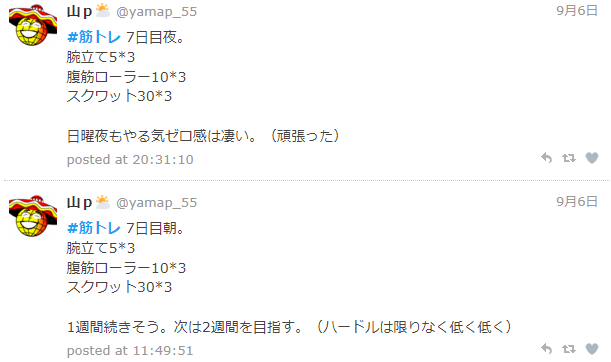 山p⛅ @yamap_55 9月6日
#筋トレ 7日目夜。
腕立て5*3
腹筋ローラー10*3
スクワット30*3
日曜夜もやる気ゼロ感は凄い。（頑張った）
posted at 20:31:10
山p⛅ @yamap_55 9月6日
#筋トレ 7日目朝。
腕立て5*3
腹筋ローラー10*3
スクワット30*3
1週間続きそう。次は2週間を目指す。（ハードルは限りなく低く低く）
posted at 11:49:51